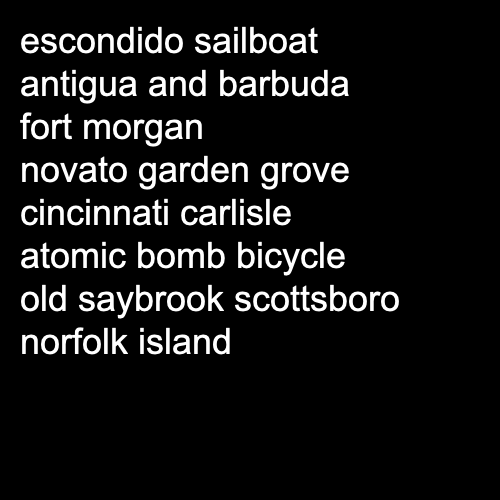 escondido sailboat
antigua and barbuda
fort morgan
novato garden grove
cincinnati carlisle
atomic bomb bicycle
old saybrook scottsboro
norfolk island